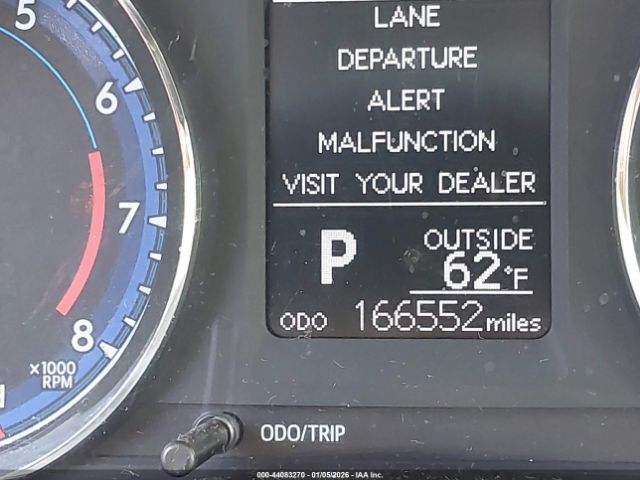 LANE
DEPARTURE
ALERT
MALFUNCTION
VISIT YOUR DEALER
P
OUTSIDE
62°F
ODO 166552 miles
5
6
7
8
×1000
RPM
ODO/TRIP
000-44083270 - 01/05/2026 - IAA Inc.